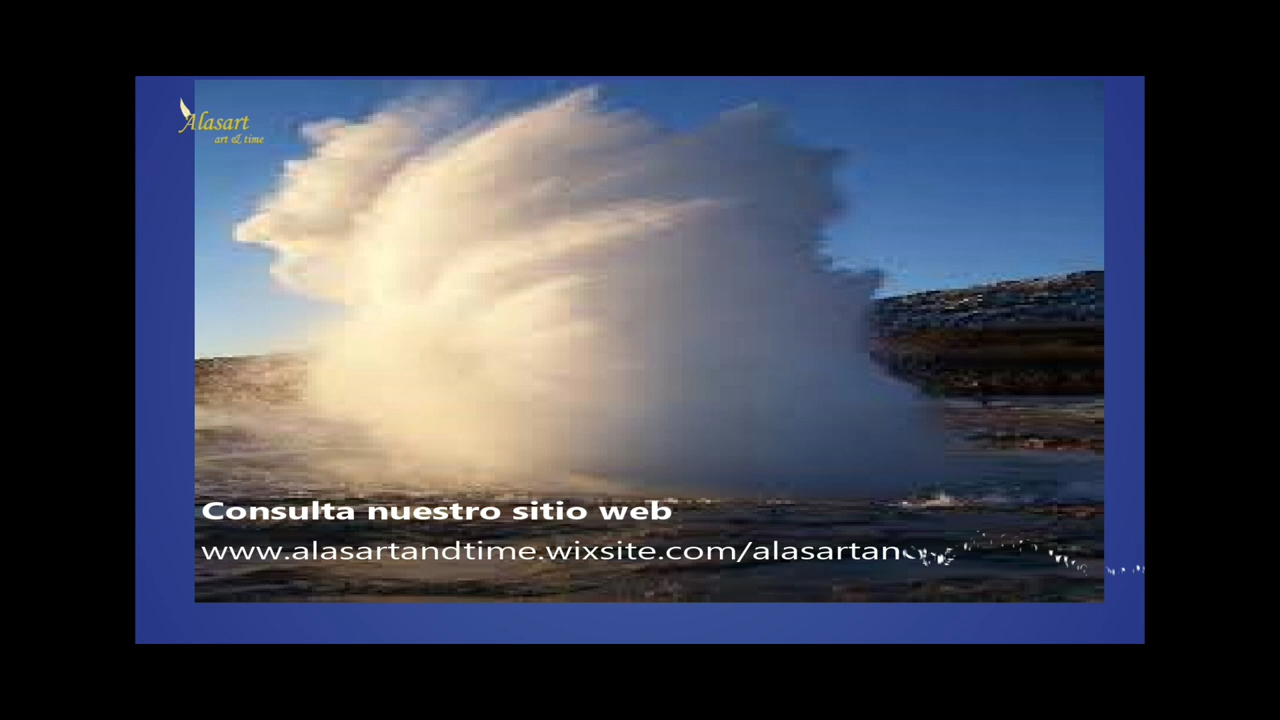 Alasart
art & time
Consulta nuestro sitio web
www.alasartandtime.wixsite.com/alasartan